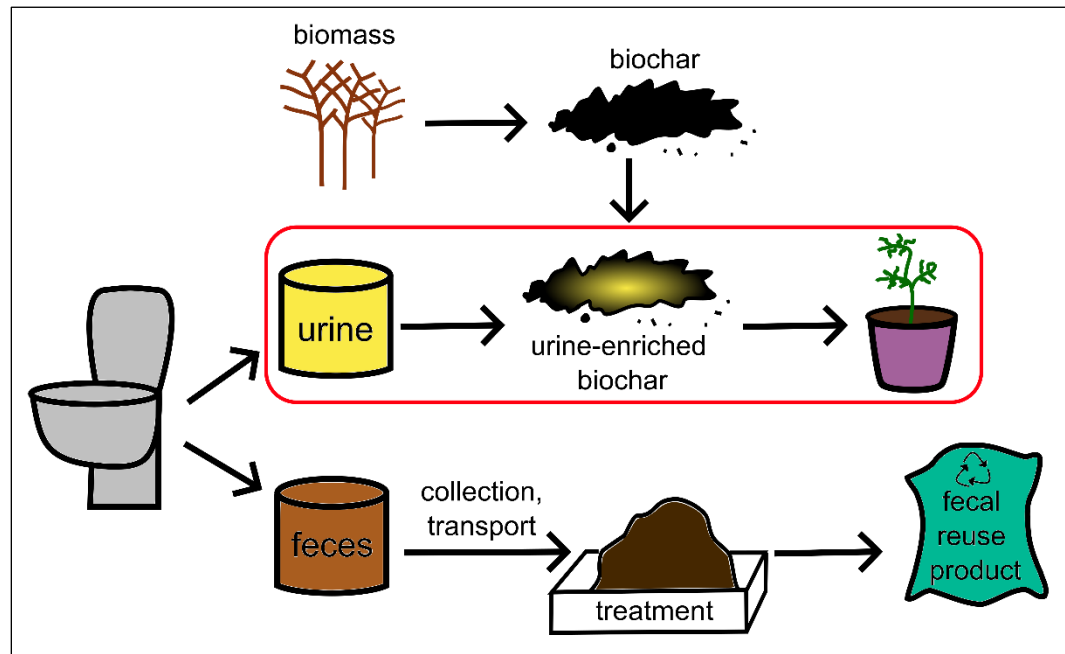 biomass
biochar
urine
urine-enriched
biochar
feces
collection,
transport
treatment
fecal
reuse
product